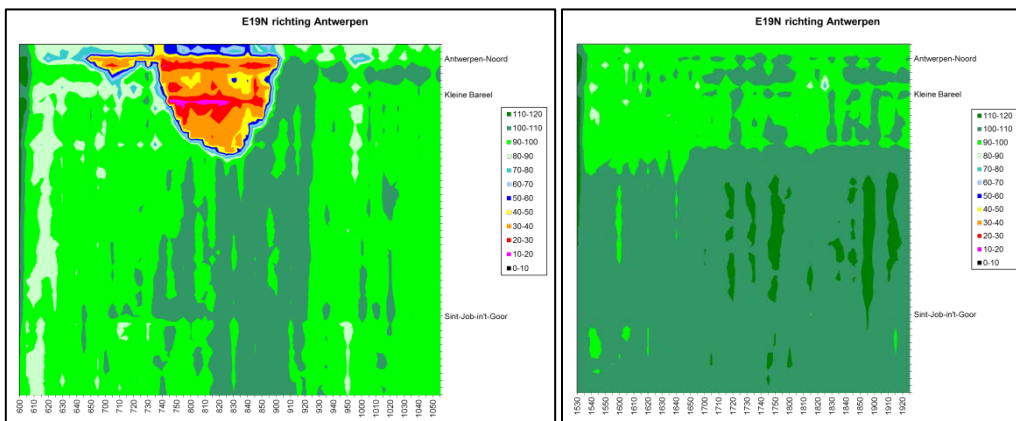 E19N richting Antwerpen
Antwerpen-Noord
Kleine Bareel
110-120
100-110
90-100
80-90
70-80
60-70
50-60
40-50
30-40
20-30
10-20
0-10
Sint-Job-in't-Goor
600 610 620 630 640 650 700 710 720 730 740 750 800 810 820 830 840 850 900 910 920 930 940 950 1000 1010 1020 1030 1040 1050
E19N richting Antwerpen
Antwerpen-Noord
Kleine Bareel
110-120
100-110
90-100
80-90
70-80
60-70
50-60
40-50
30-40
20-30
10-20
0-10
Sint-Job-in't-Goor
1530 1540 1550 1600 1610 1620 1630 1640 1650 1700 1710 1720 1730 1740 1750 1800 1810 1820 1830 1840 1850 1900 1910 1920